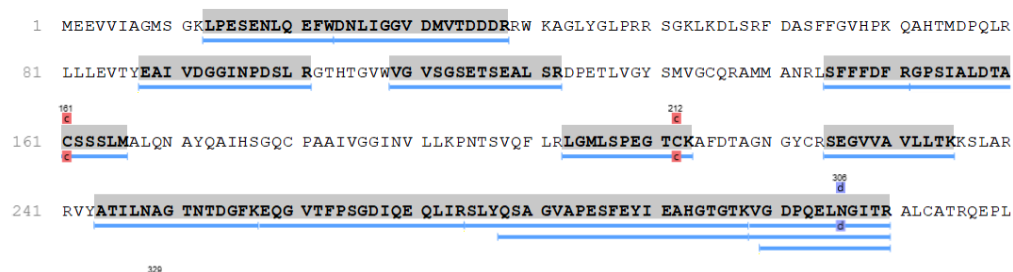 1 MEEVVIAGMS GKLPESENLQ EFWDNLIGGV DMVTDDDRRW KAGLYGLPRR SGKLKDLSRF DASFFGVHPK QAHTMDPQLR
81 LLLEVTYEAI VDGGINPDSL RGTHTGVWVG VSGSETSEAL SRDPETLVGY SMVGCQRAMM ANRLSFFFDF RGPSIALDTA
161 212
c c
161 CSSSLMALQN AYQAIHSGQC PAAIVGGINV LLKPNTSVQF LRLGMLSPEG TCKAFDTAGN GYCRSEGVVA VLLTKKSLAR
c c
306
d
241 RVYATILNAG TNTDGFKEQG VTFPSGDIQE QLIRSLYQSA GVAPESFEYI EAHGTGTKVG DPQELNGITR ALCATRQEPL
d
329